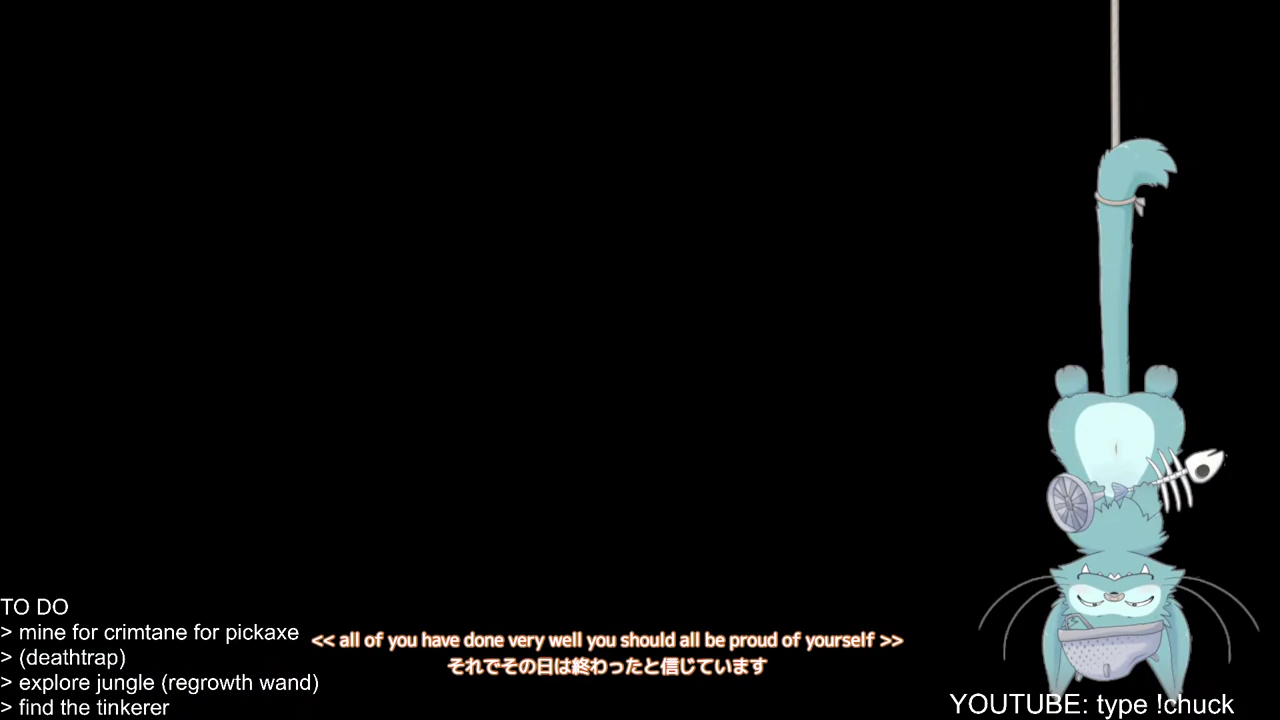 TO DO
> mine for crimtane for pickaxe
> (deathtrap)
> explore jungle (regrowth wand)
> find the tinkerer
<< all of you have done very well you should all be proud of yourself >>
それでその日は終わったと信じています
YOUTUBE: type !chuck